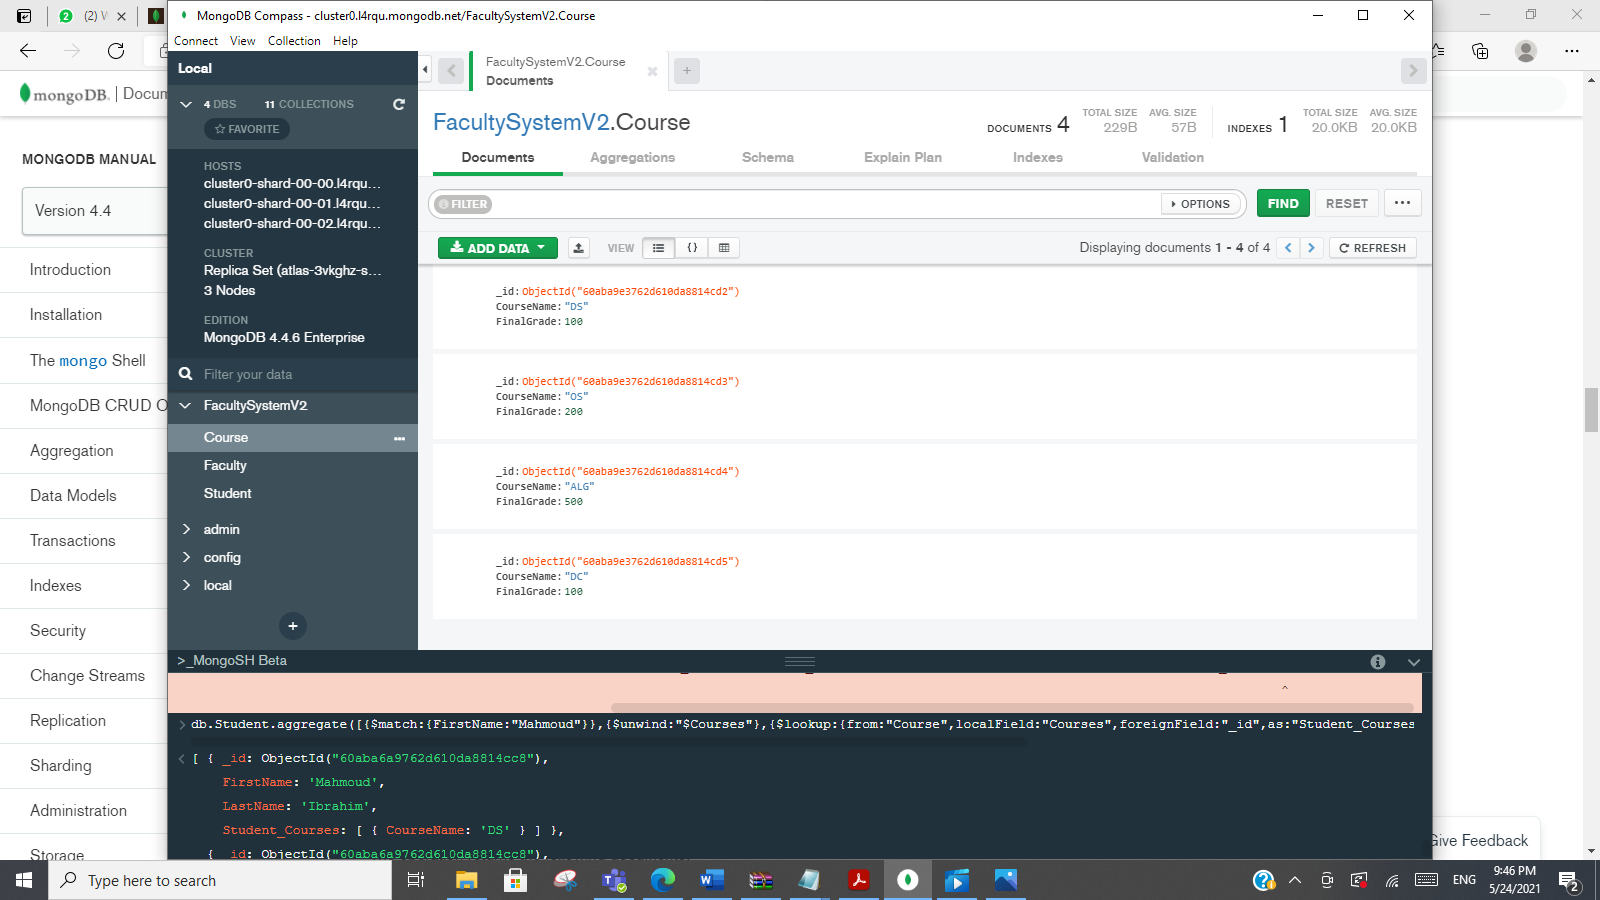 (2) W
MongoDB Compass - cluster0.l4rqu.mongodb.net/FacultySystemV2.Course
Connect View Collection Help
Local
4 DBS 11 COLLECTIONS
FAVORITE
HOSTS
cluster0-shard-00-00.l4rqu...
cluster0-shard-00-01.l4rqu...
cluster0-shard-00-02.l4rqu...
CLUSTER
Replica Set (atlas-3vkghz-s...
3 Nodes
EDITION
MongoDB 4.4.6 Enterprise
Filter your data
FacultySystemV2
Course
Faculty
Student
admin
config
local
FacultySystemV2.Course
Documents
FacultySystemV2.Course
DOCUMENTS 4
TOTAL SIZE
229B
AVG. SIZE
57B
INDEXES 1
TOTAL SIZE
20.0KB
AVG. SIZE
20.0KB
Documents Aggregations Schema Explain Plan Indexes Validation
FILTER
OPTIONS
FIND
RESET
ADD DATA
VIEW
{}
Displaying documents 1 - 4 of 4
REFRESH
_id: ObjectId("60aba9e3762d610da8814cd2")
CourseName: "DS"
FinalGrade: 100
_id: ObjectId("60aba9e3762d610da8814cd3")
CourseName: "OS"
FinalGrade: 200
_id: ObjectId("60aba9e3762d610da8814cd4")
CourseName: "ALG"
FinalGrade: 500
_id: ObjectId("60aba9e3762d610da8814cd5")
CourseName: "DC"
FinalGrade: 100
>_MongoSH Beta
^
> db.Student.aggregate([{$match:{FirstName:"Mahmoud"}},{$unwind:"$Courses"},{$lookup:{from:"Course",localField:"Courses",foreignField:"_id",as:"Student_Courses
< [ { _id: ObjectId("60aba6a9762d610da8814cc8"),
FirstName: 'Mahmoud',
LastName: 'Ibrahim',
Student_Courses: [ { CourseName: 'DS' } ] },
{ _id: ObjectId("60aba6a9762d610da8814cc8"),
mongoDB. | Docum
MONGODB MANUAL
Version 4.4
Introduction
Installation
The mongo Shell
MongoDB CRUD O
Aggregation
Data Models
Transactions
Indexes
Security
Change Streams
Replication
Sharding
Administration
Storage
Give Feedback
Type here to search
ENG
9:46 PM
5/24/2021
2